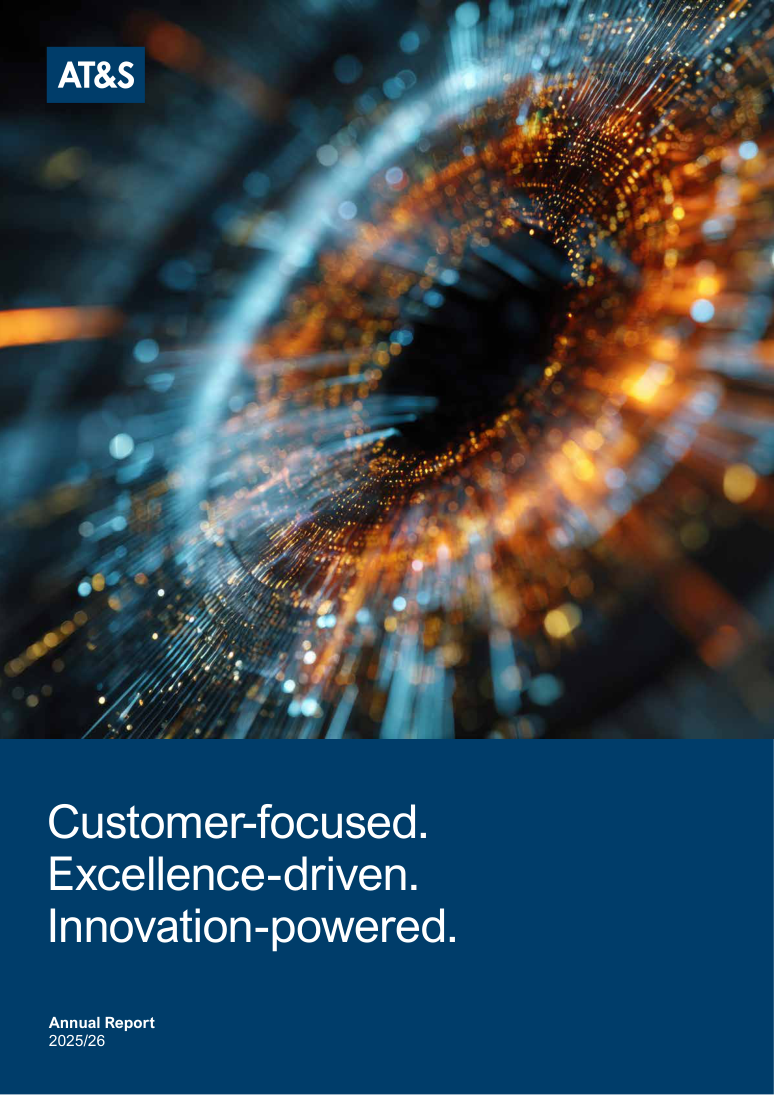 AT&S
Customer-focused.
Excellence-driven.
Innovation-powered.
Annual Report
2025/26